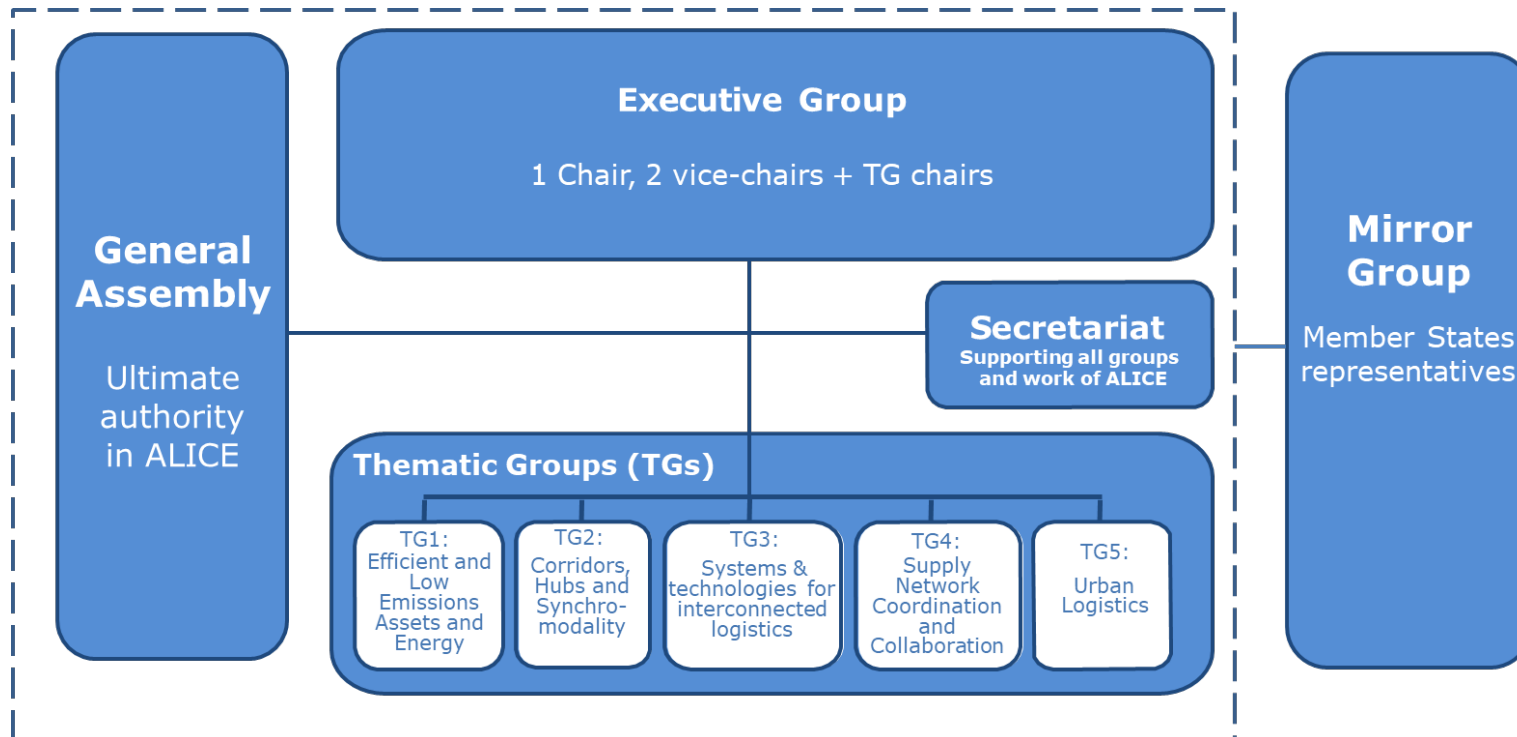 General
Assembly
Ultimate
authority
in ALICE
Executive Group
1 Chair, 2 vice-chairs + TG chairs
Secretariat
Supporting all groups
and work of ALICE
Thematic Groups (TGs)
TG1:
Efficient and
Low
Emissions
Assets and
Energy
TG2:
Corridors,
Hubs and
Synchro-
modality
TG3:
Systems &
technologies for
interconnected
logistics
TG4:
Supply
Network
Coordination
and
Collaboration
TG5:
Urban
Logistics
Mirror
Group
Member States
representatives